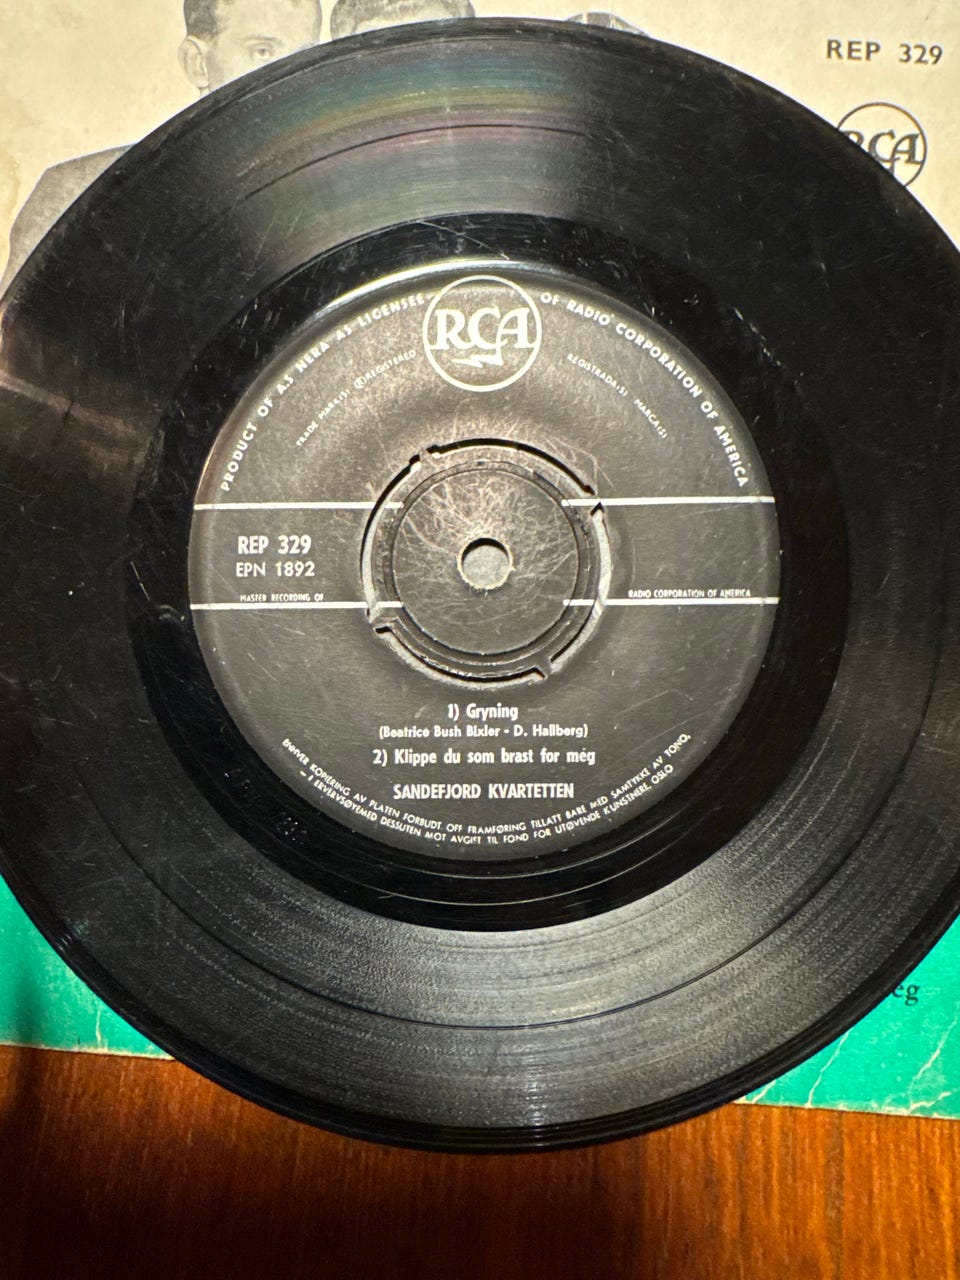 REP 329
RCA
PRODUCT OF A.S NERA AS LICENSEE OF RADIO CORPORATION OF AMERICA
RCA
TRADE MARK(S) ® REGISTERED
REGISTRADA(S) MARCA(S)
REP 329
EPN 1892
MASTER RECORDING OF
RADIO CORPORATION OF AMERICA
1) Gryning
(Beatrice Bush Bixler - D. Hallberg)
2) Klippe du som brast for meg
SANDEFJORD KVARTETTEN
ENHVER KOPIERING AV PLATEN FORBUDT. OFF FRAMFØRING TILLATT BARE MED SAMTYKKE AV TONO,
- I ERVERVSØYEMED DESSUTEN MOT AVGIFT TIL FOND FOR UTØVENDE KUNSTNERE, OSLO
eg